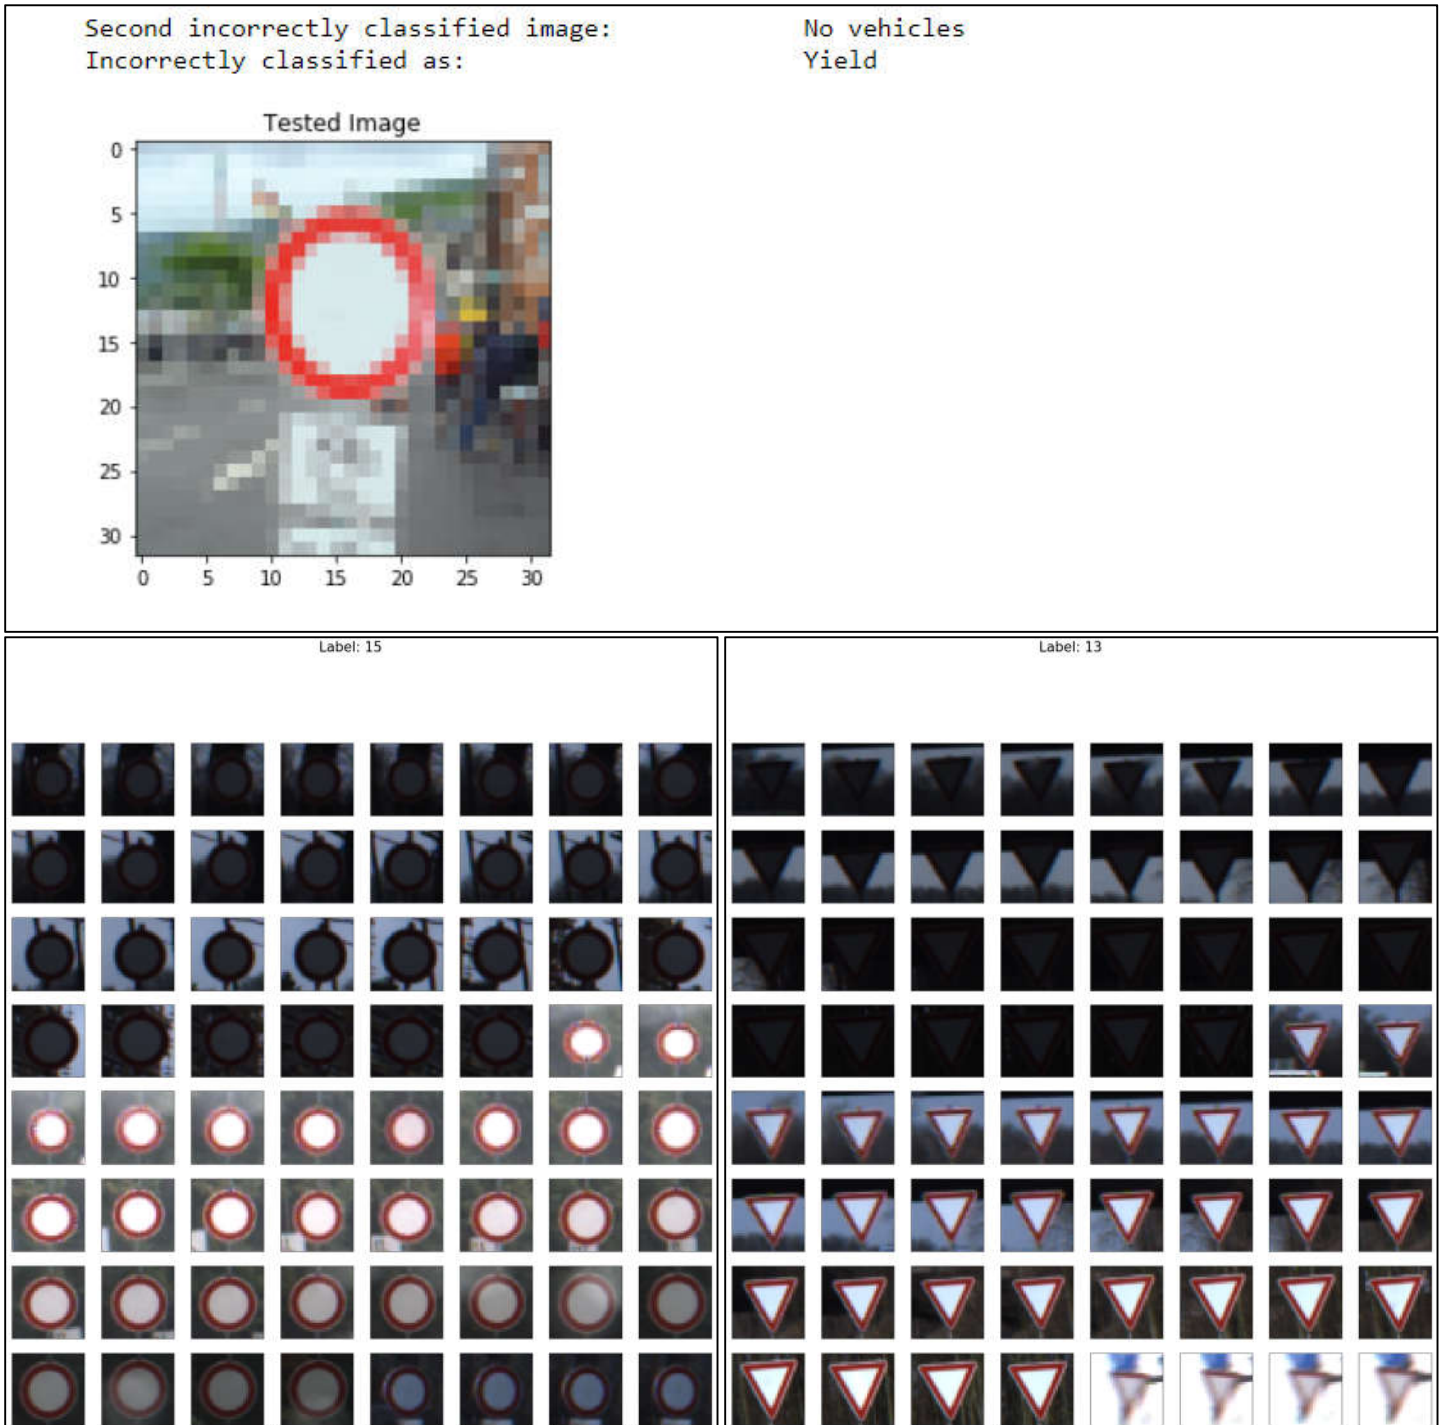 Second incorrectly classified image: No vehicles
Incorrectly classified as: Yield
Tested Image
0
5
10
15
20
25
30
0 5 10 15 20 25 30
Label: 15
Label: 13